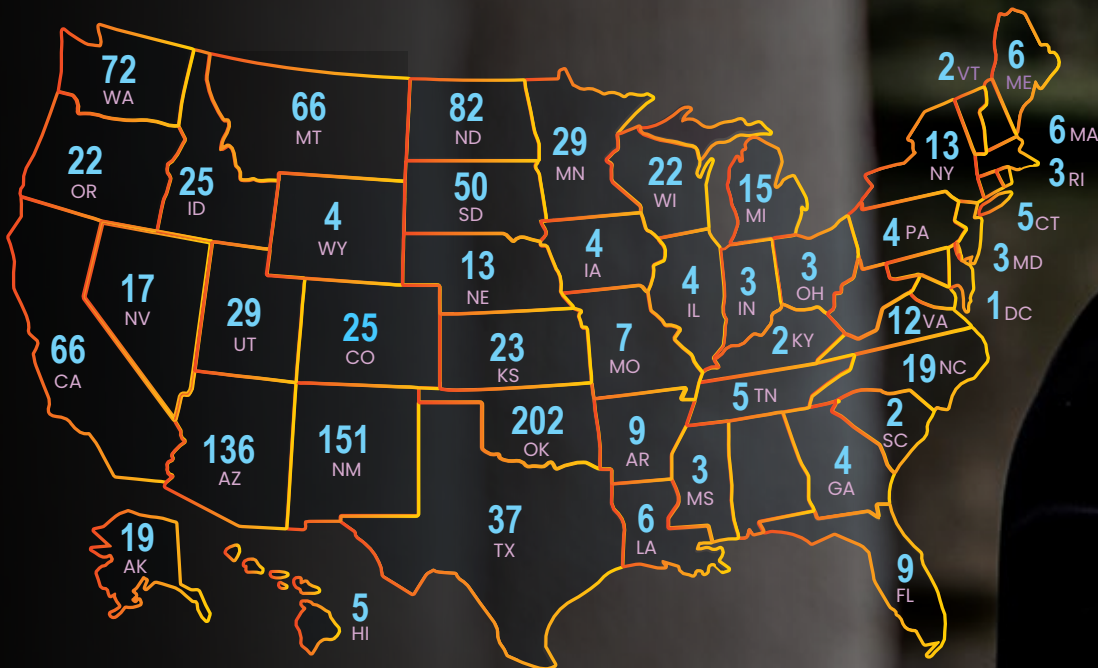 72
WA
66
MT
82
ND
29
MN
2 VT
6
ME
22
OR
25
ID
4
WY
50
SD
22
WI
15
MI
13
NY
6 MA
3 RI
5 CT
17
NV
29
UT
25
CO
13
NE
4
IA
4
IL
3
IN
3
OH
4 PA
3 MD
1 DC
66
CA
23
KS
7
MO
2 KY
12 VA
19 NC
136
AZ
151
NM
202
OK
9
AR
5 TN
2
SC
37
TX
6
LA
3
MS
4
GA
9
FL
19
AK
5
HI